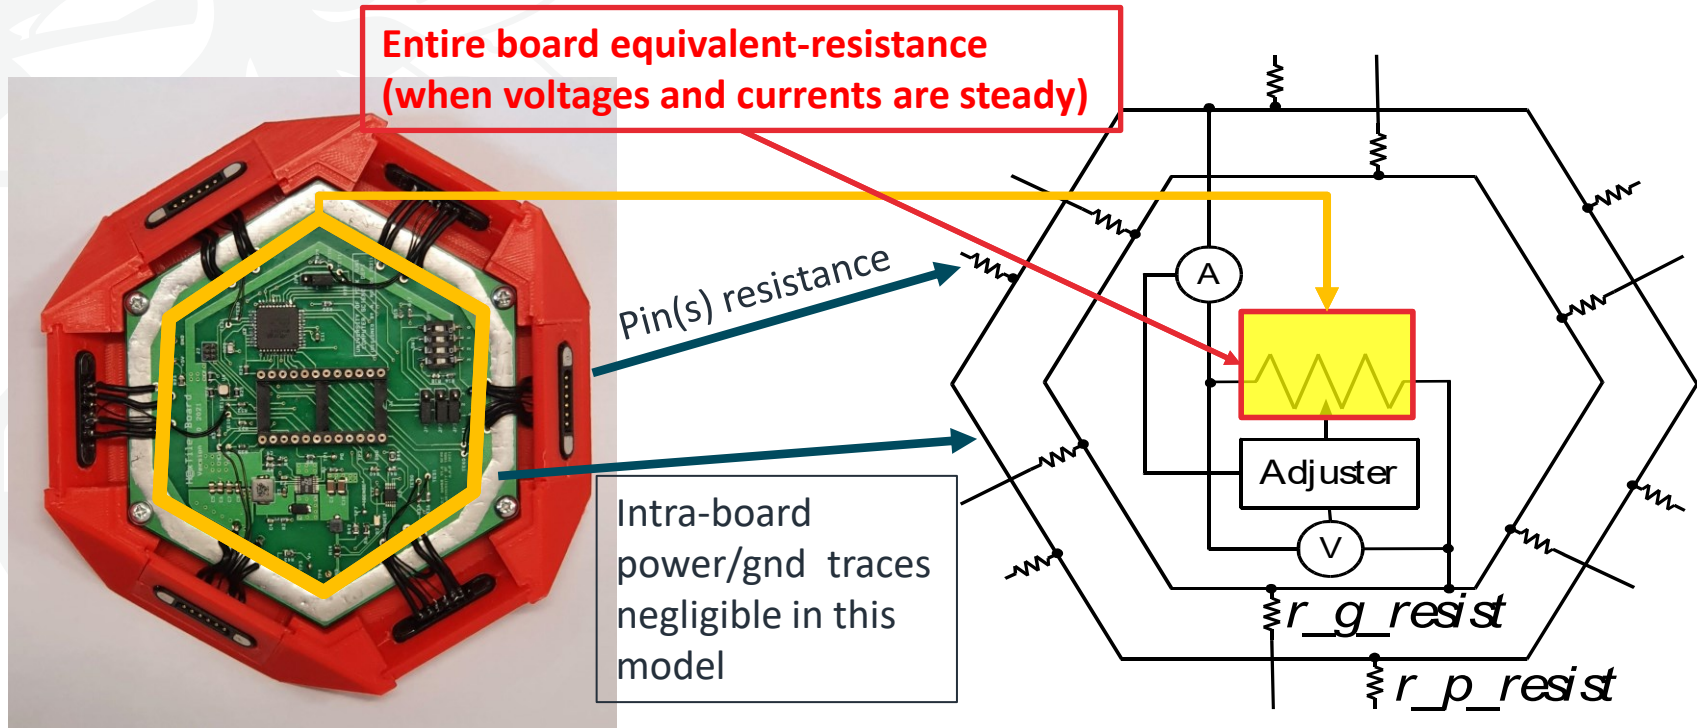 Entire board equivalent-resistance
(when voltages and currents are steady)
Pin(s) resistance
A
Adjuster
V
Intra-board
power/gnd traces
negligible in this
model
r_g_resist
r_p_resist